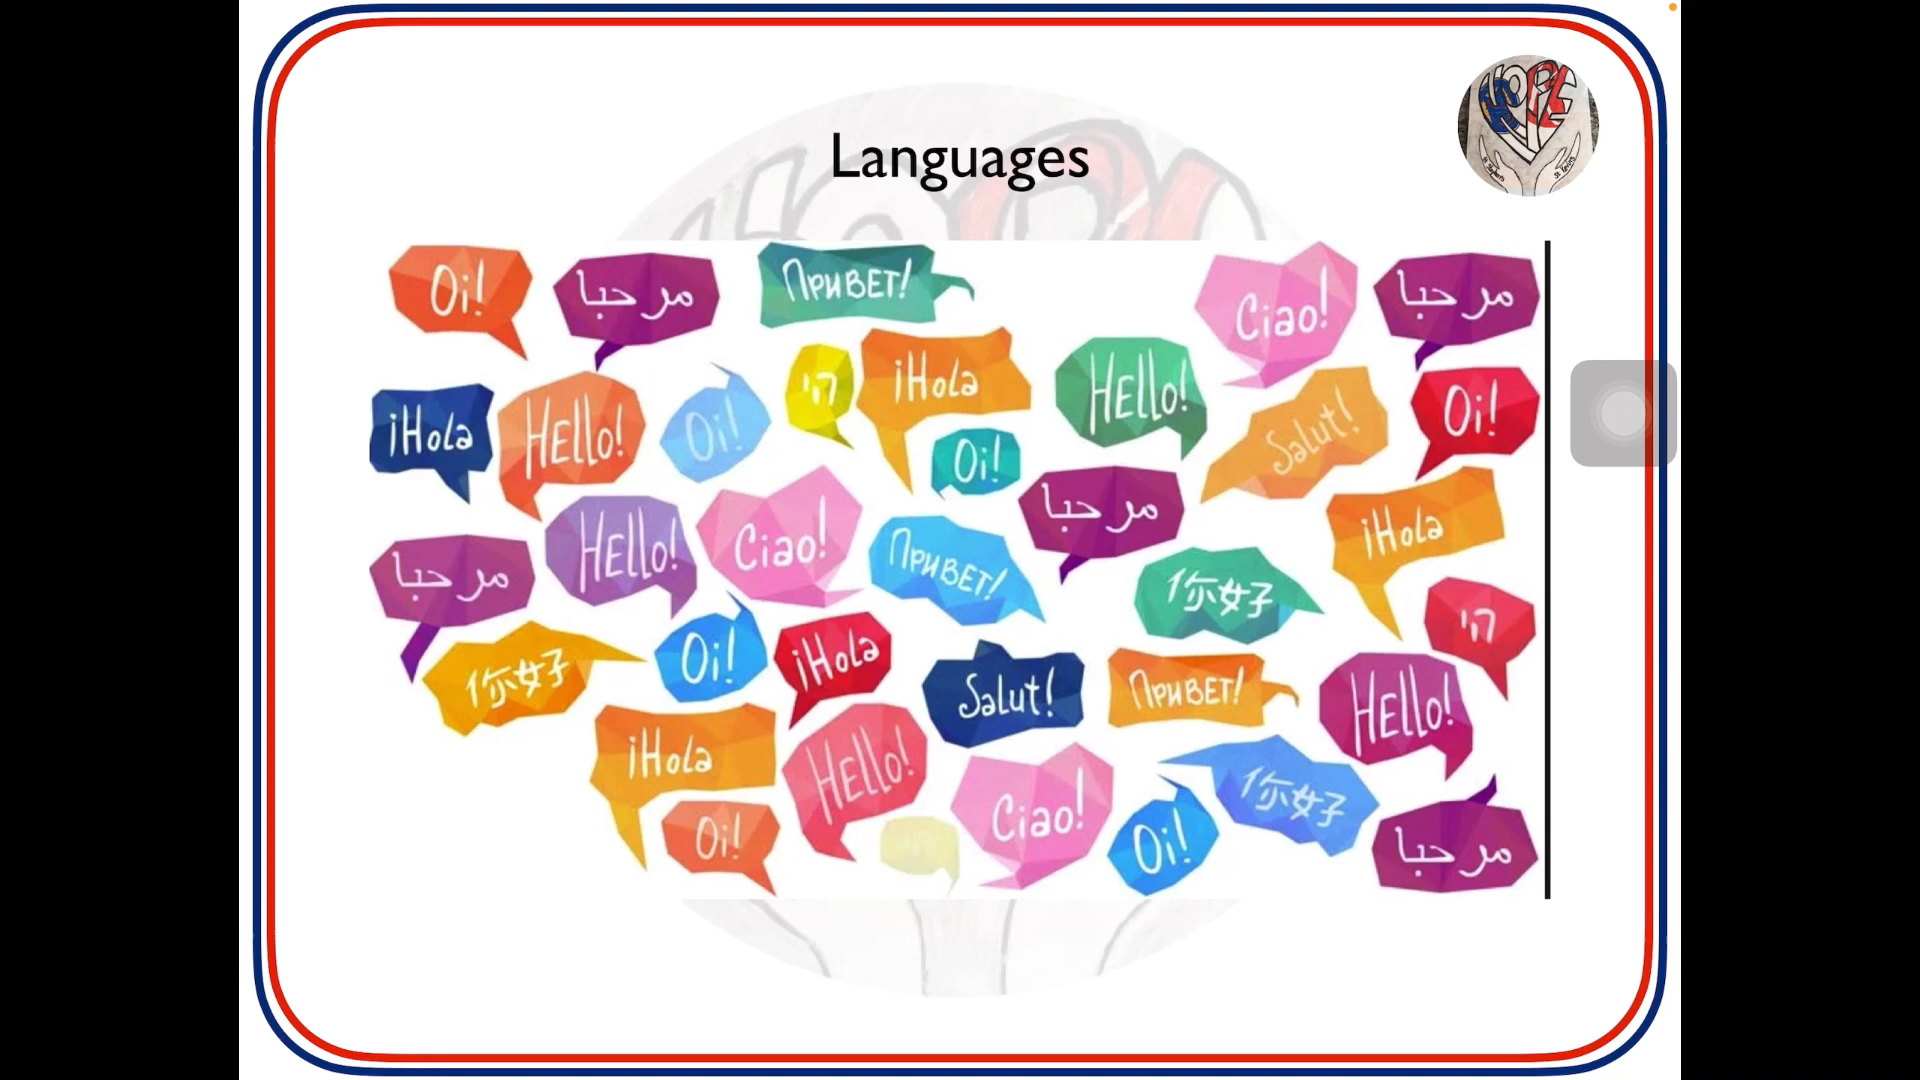 HOPE
Languages
Oi!
مرحبا
Привет!
Ciao!
مرحبا
¡Hola
Hello!
Oi!
הי
¡Hola
Hello!
Salut!
Oi!
Oi!
مرحبا
Hello!
Ciao!
Привет!
¡Hola
مرحبا
你好
你好
Oi!
¡Hola
Salut!
Привет!
Hello!
הי
¡Hola
Hello!
Ciao!
你好
Oi!
Oi!
مرحبا